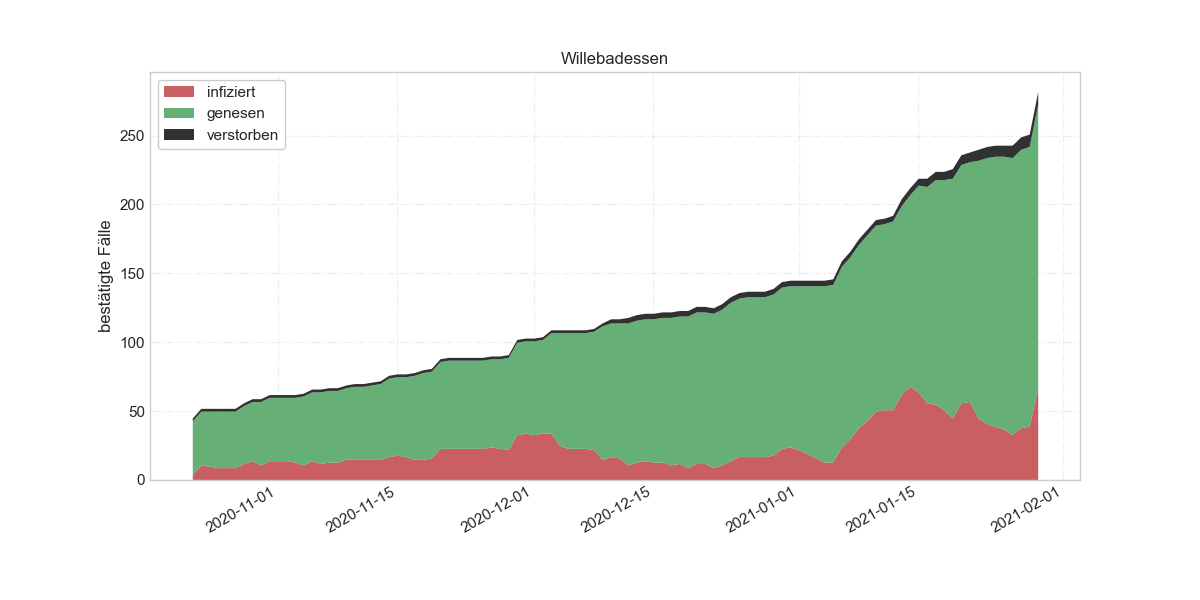 Willebadessen
infiziert
genesen
verstorben
bestätigte Fälle
250
200
150
100
50
0
2020-11-01
2020-11-15
2020-12-01
2020-12-15
2021-01-01
2021-01-15
2021-02-01